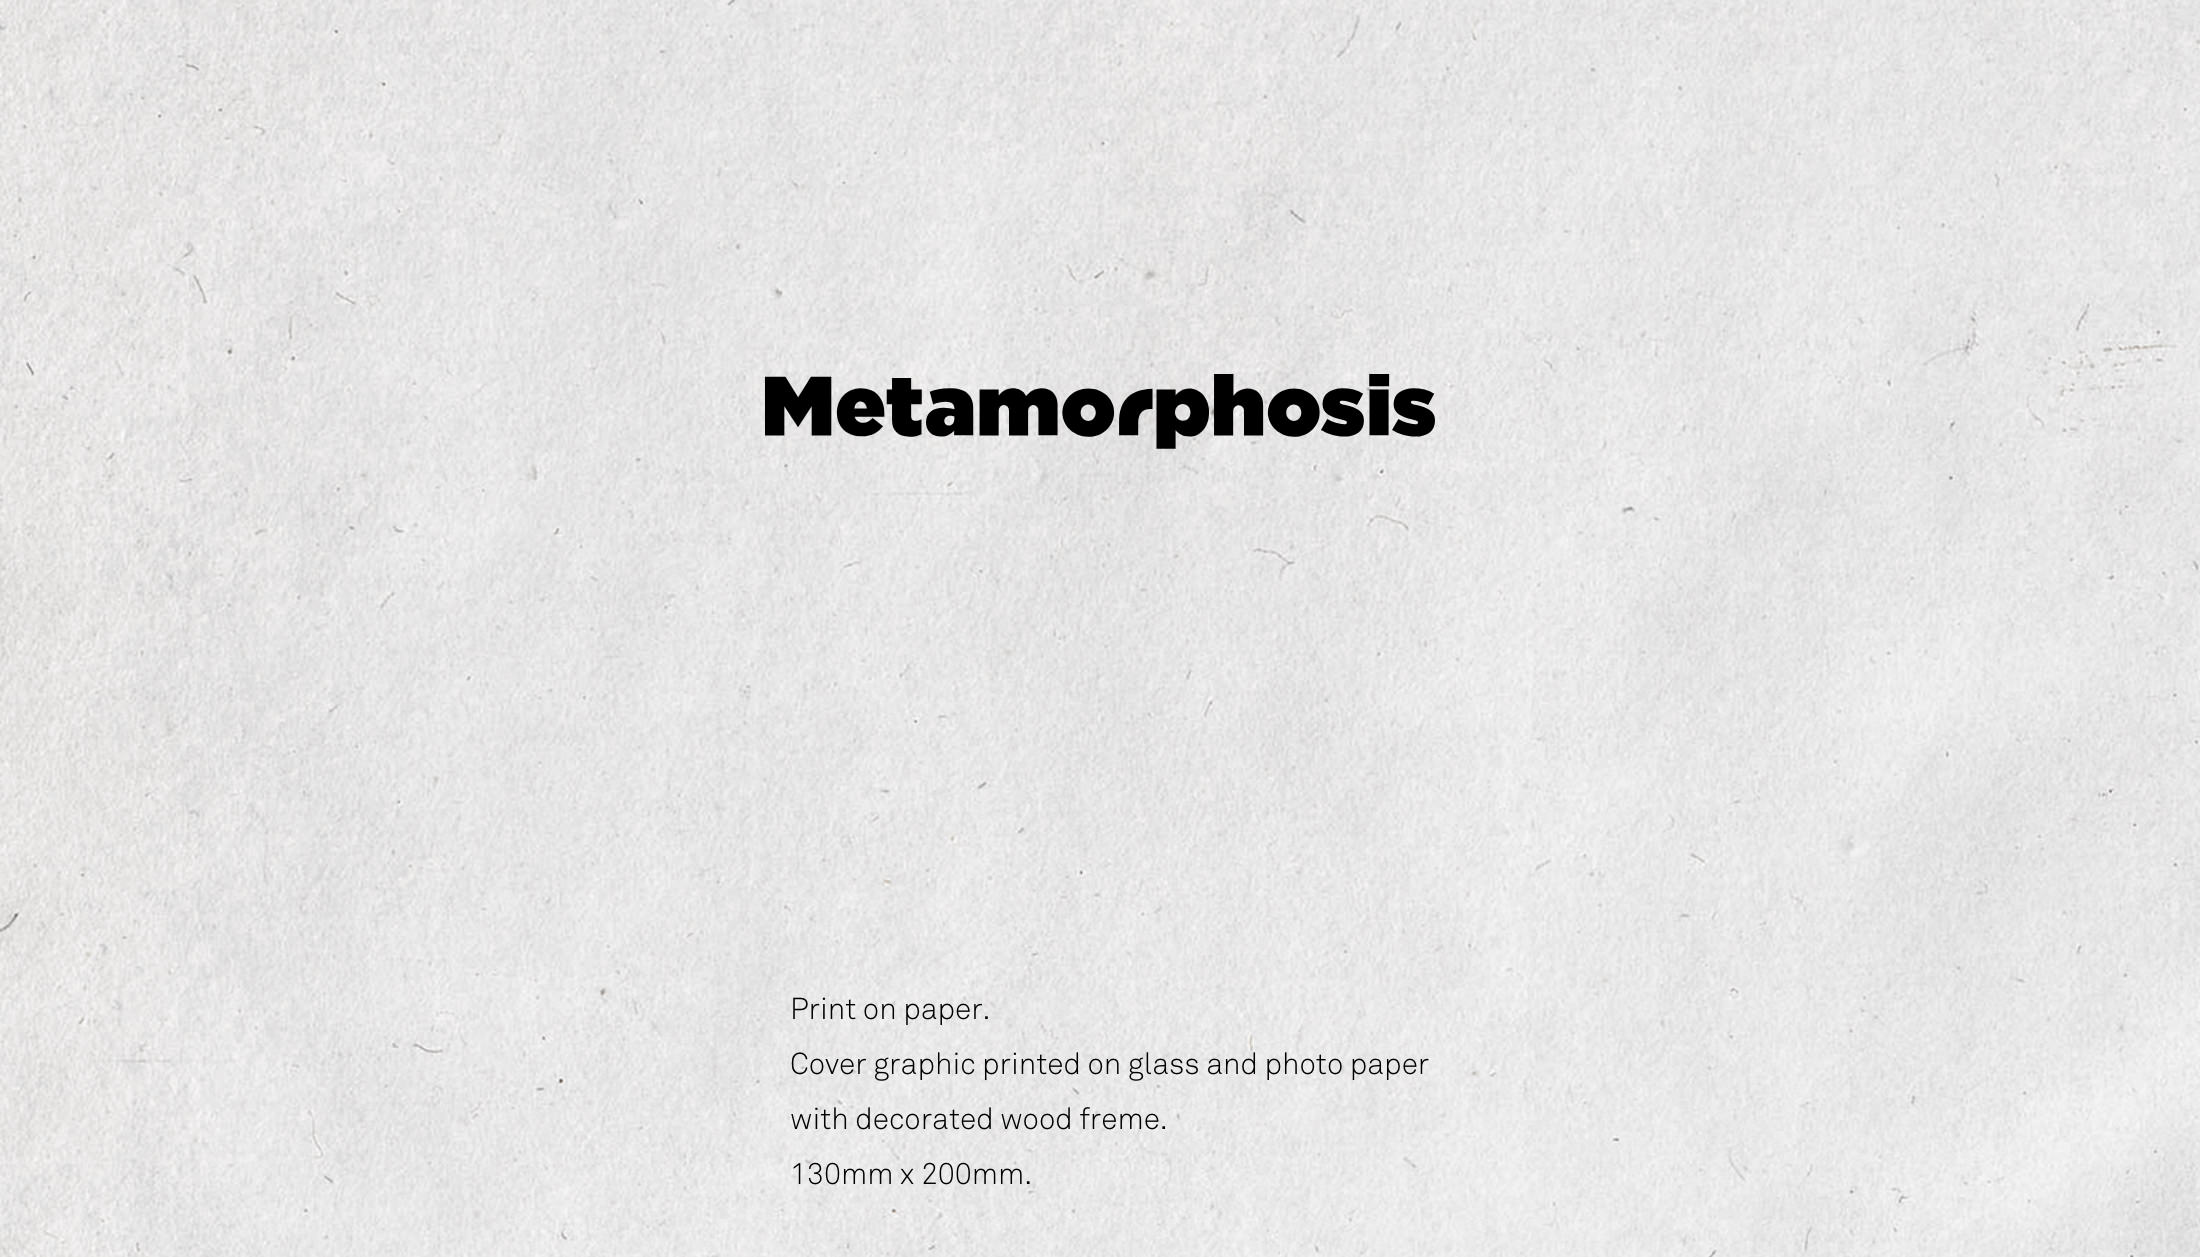 Metamorphosis
Print on paper.
Cover graphic printed on glass and photo paper
with decorated wood freme.
130mm x 200mm.